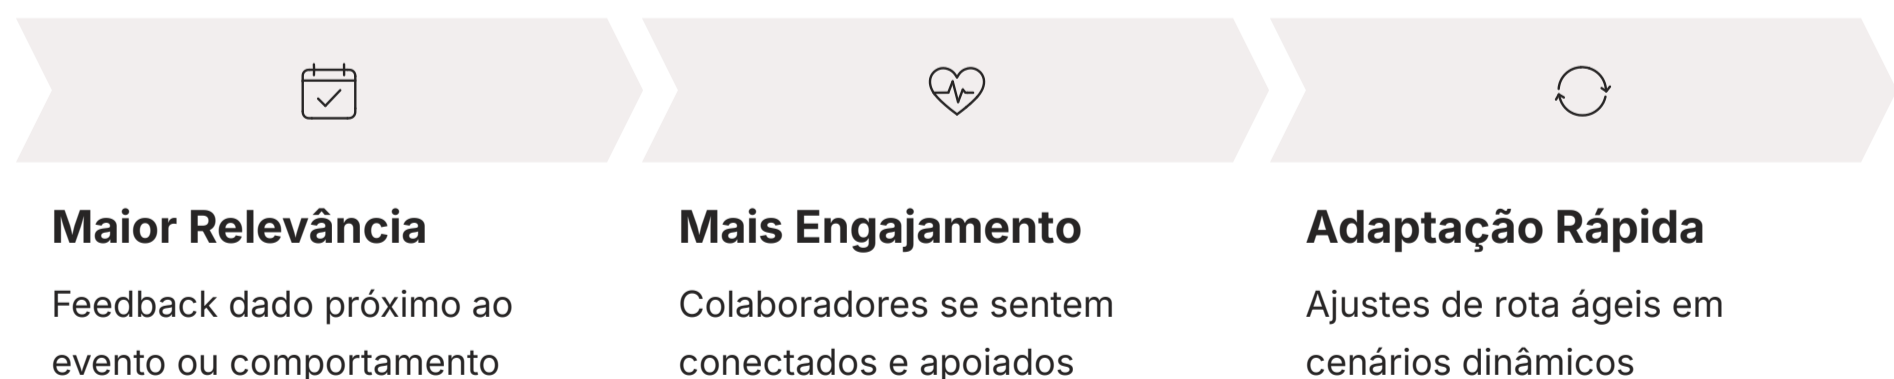 Maior Relevância
Feedback dado próximo ao
evento ou comportamento
Mais Engajamento
Colaboradores se sentem
conectados e apoiados
Adaptação Rápida
Ajustes de rota ágeis em
cenários dinâmicos